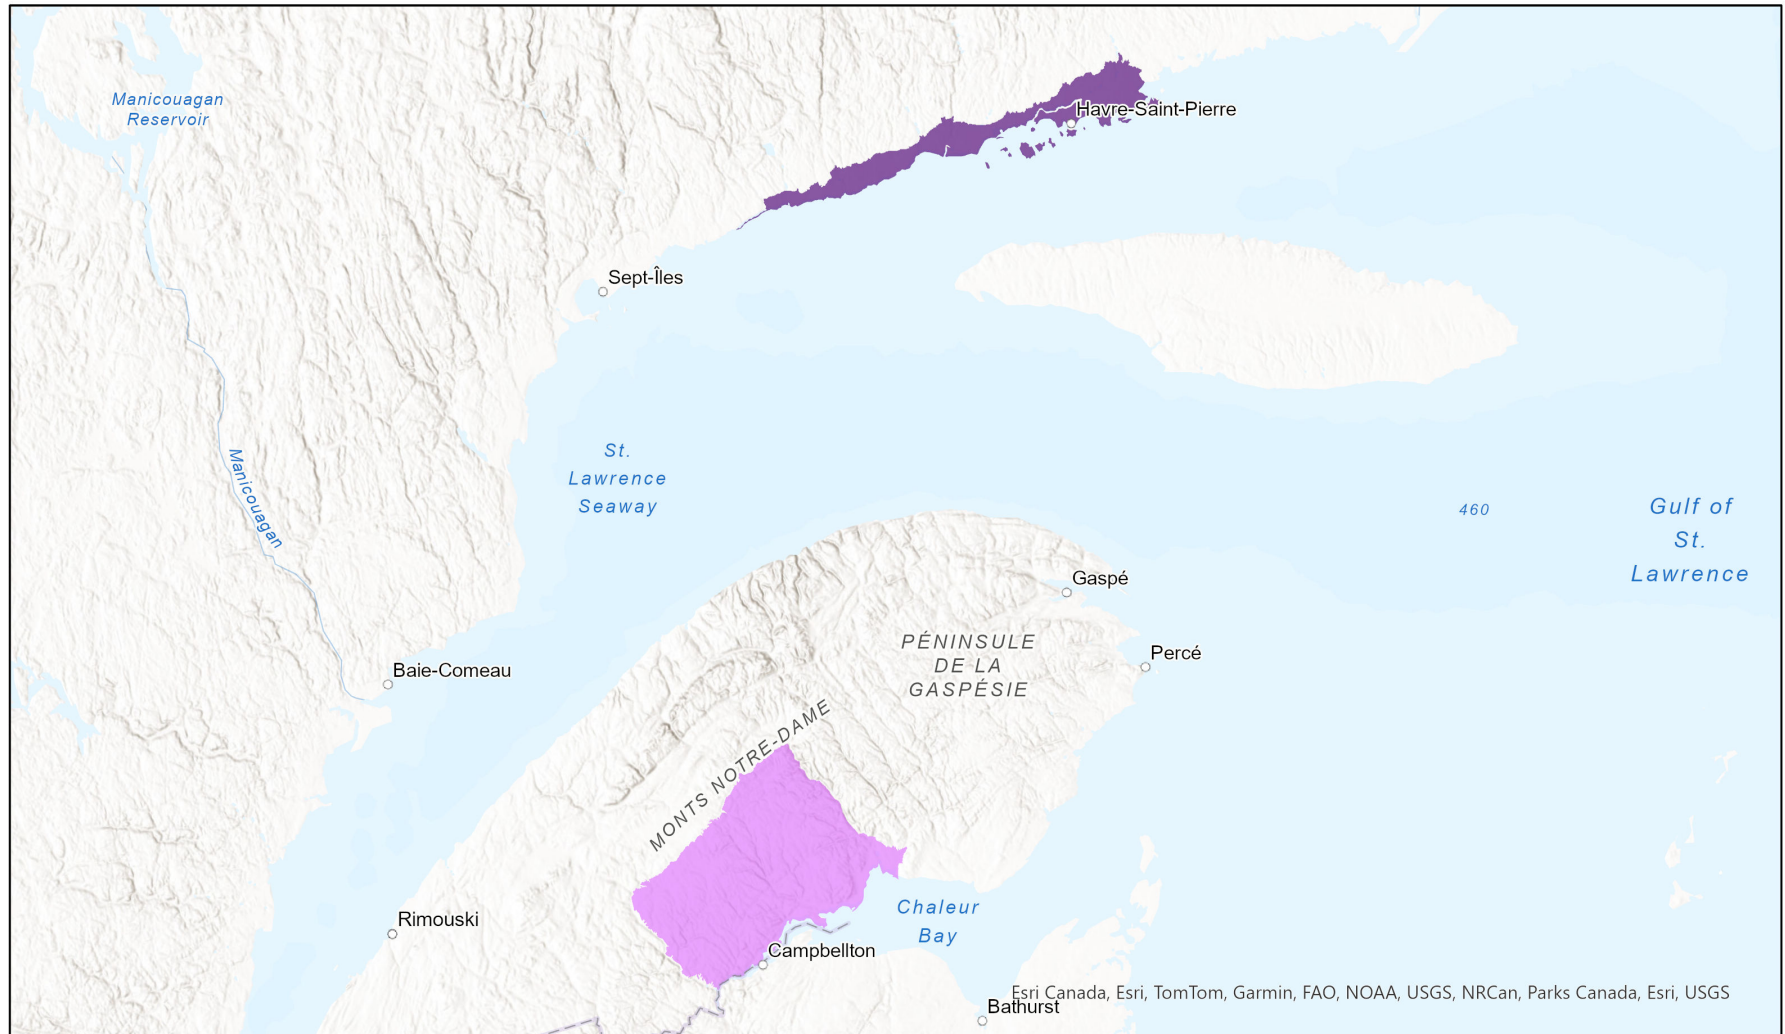 Manicouagan
Reservoir
Havre-Saint-Pierre
Sept-Îles
St.
Lawrence
Seaway
Manicouagan
460
Gulf of
St.
Lawrence
Gaspé
PÉNINSULE
DE LA
GASPÉSIE
Percé
Baie-Comeau
MONTS NOTRE-DAME
Rimouski
Chaleur
Bay
Campbellton
Esri Canada, Esri, TomTom, Garmin, FAO, NOAA, USGS, NRCan, Parks Canada, Esri, USGS
Bathurst